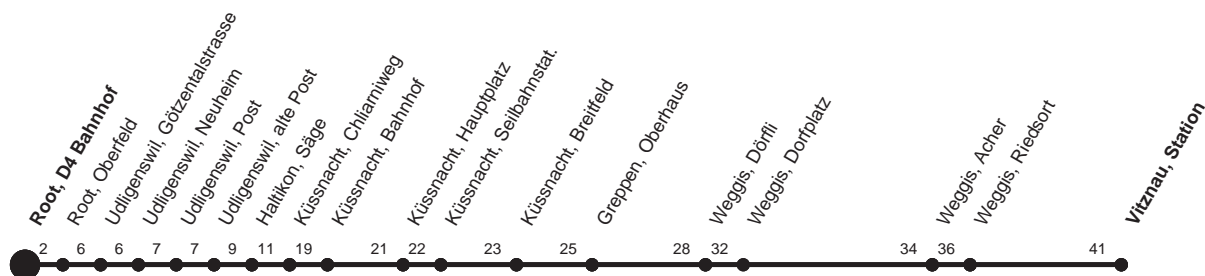 Root, D4 Bahnhof
Root, Oberfeld
Udligenswil, Götzentalstrasse
Udligenswil, Neuheim
Udligenswil, Post
Udligenswil, alte Post
Haltikon, Säge
Küssnacht, Chliarniweg
Küssnacht, Bahnhof
Küssnacht, Hauptplatz
Küssnacht, Seilbahnstat.
Küssnacht, Breitfeld
Greppen, Oberhaus
Weggis, Dörfli
Weggis, Dorfplatz
Weggis, Acher
Weggis, Riedsort
Vitznau, Station
2 6 6 7 7 9 11 19 21 22 23 25 28 32 34 36 41